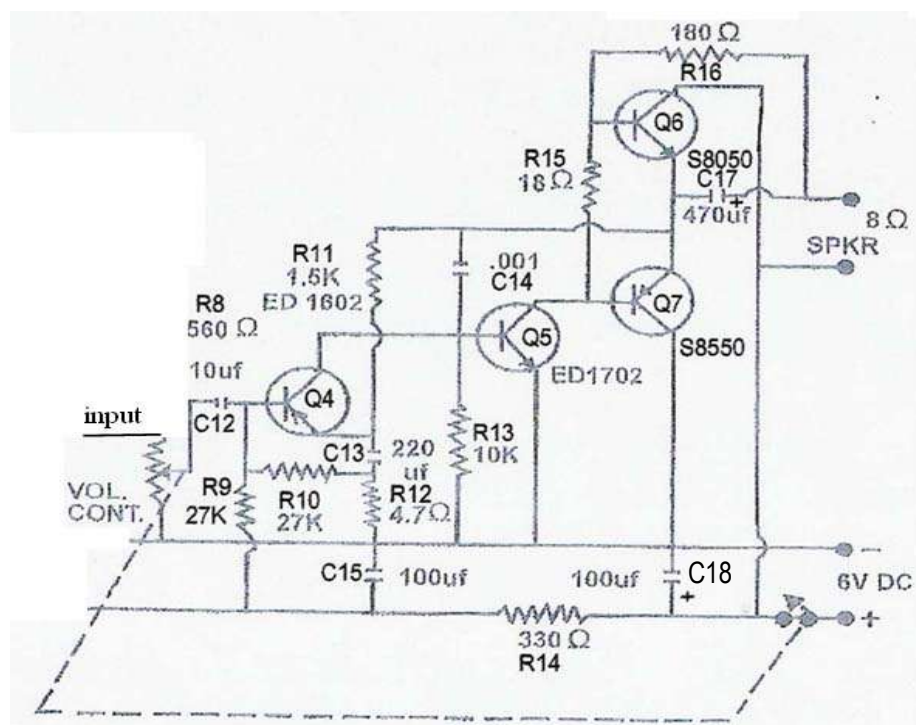 180 Ω
R16
Q6
R15
18 Ω
S8050
C17
470uf
+
8 Ω
SPKR
R11
1.5K
ED 1602
.001
C14
R8
560 Ω
Q7
Q5
S8550
10uf
Q4
ED1702
C12
input
C13
220
uf
R13
10K
VOL.
CONT.
R9
27K
R10
27K
R12
4.7Ω
−
C15
100uf
100uf
C18
+
6V DC
+
330 Ω
R14